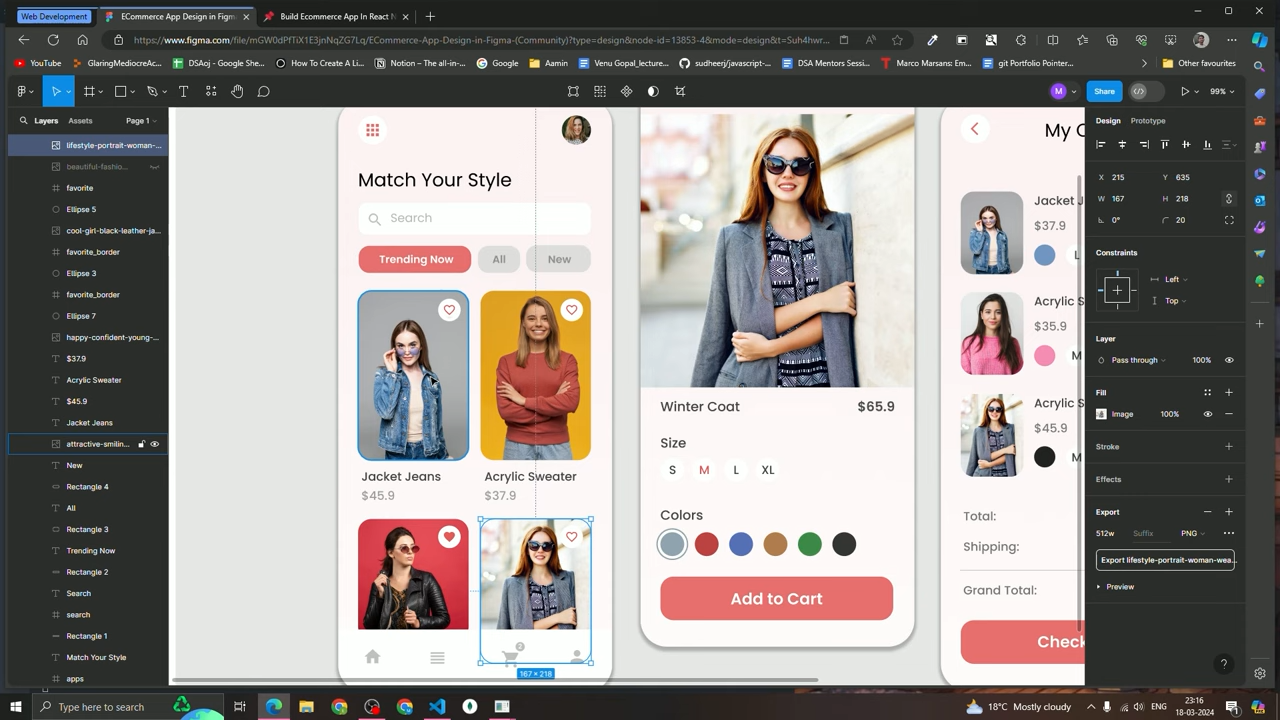 Web Development
ECommerce App Design in Figma
Build Ecommerce App In React N
https://www.figma.com/file/mGW0dPfTiX1E3jnNqZG7Lq/ECommerce-App-Design-in-Figma-(Community)?type=design&node-id=13853-4&mode=design&t=Suh4hwr...
YouTube
GlaringMediocreAc...
DSAoj - Google She...
How To Create A Li...
Notion – The all-in-...
Google
Aamin
Venu Gopal_lecture...
sudheerj/javascript-...
DSA Mentors Sessi...
Marco Marsans: Em...
git Portfolio Pointer...
Other favourites
M
Share
99%
Layers
Assets
Page 1
lifestyle-portrait-woman-...
beautiful-fashio...
favorite
Ellipse 5
cool-girl-black-leather-ja...
favorite_border
Ellipse 3
favorite_border
Ellipse 7
happy-confident-young-...
$37.9
Acrylic Sweater
$45.9
Jacket Jeans
attractive-smilin...
New
Rectangle 4
All
Rectangle 3
Trending Now
Rectangle 2
Search
search
Rectangle 1
Match Your Style
apps
Match Your Style
Search
Trending Now
All
New
Jacket Jeans
$45.9
Acrylic Sweater
$37.9
2
167 × 218
Winter Coat
$65.9
Size
S
M
L
XL
Colors
Add to Cart
My C
Jacket J
$37.9
L
Acrylic S
$35.9
M
Acrylic S
$45.9
M
Total:
Shipping:
Grand Total:
Check
Design
Prototype
X 215
Y 635
W 167
H 218
0°
20
Constraints
Left
Top
Layer
Pass through
100%
Fill
Image
100%
Stroke
Effects
Export
512w
Suffix
PNG
Export lifestyle-portrait-woman-wea...
Preview
?
Type here to search
18°C Mostly cloudy
ENG
23:16
18-03-2024